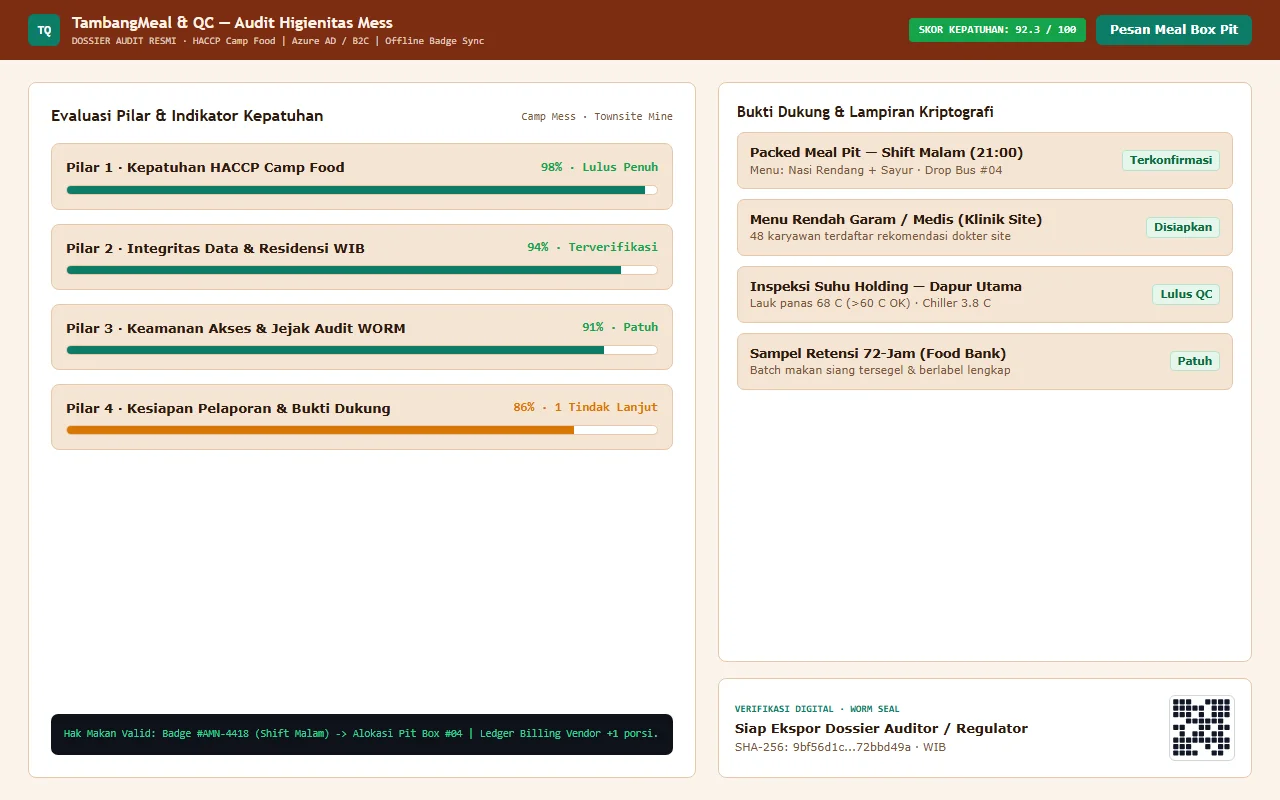 TQ
TambangMeal & QC — Audit Higienitas Mess
DOSSIER AUDIT RESMI · HACCP Camp Food | Azure AD / B2C | Offline Badge Sync
SKOR KEPATUHAN: 92.3 / 100
Pesan Meal Box Pit
Evaluasi Pilar & Indikator Kepatuhan
Camp Mess · Townsite Mine
Pilar 1 · Kepatuhan HACCP Camp Food
98% · Lulus Penuh
Pilar 2 · Integritas Data & Residensi WIB
94% · Terverifikasi
Pilar 3 · Keamanan Akses & Jejak Audit WORM
91% · Patuh
Pilar 4 · Kesiapan Pelaporan & Bukti Dukung
86% · 1 Tindak Lanjut
Hak Makan Valid: Badge #AMN-4418 (Shift Malam) -> Alokasi Pit Box #04 | Ledger Billing Vendor +1 porsi.
Bukti Dukung & Lampiran Kriptografi
Packed Meal Pit — Shift Malam (21:00)
Menu: Nasi Rendang + Sayur · Drop Bus #04
Terkonfirmasi
Menu Rendah Garam / Medis (Klinik Site)
48 karyawan terdaftar rekomendasi dokter site
Disiapkan
Inspeksi Suhu Holding — Dapur Utama
Lauk panas 68 C (>60 C OK) · Chiller 3.8 C
Lulus QC
Sampel Retensi 72-Jam (Food Bank)
Batch makan siang tersegel & berlabel lengkap
Patuh
VERIFIKASI DIGITAL · WORM SEAL
Siap Ekspor Dossier Auditor / Regulator
SHA-256: 9bf56d1c...72bbd49a · WIB